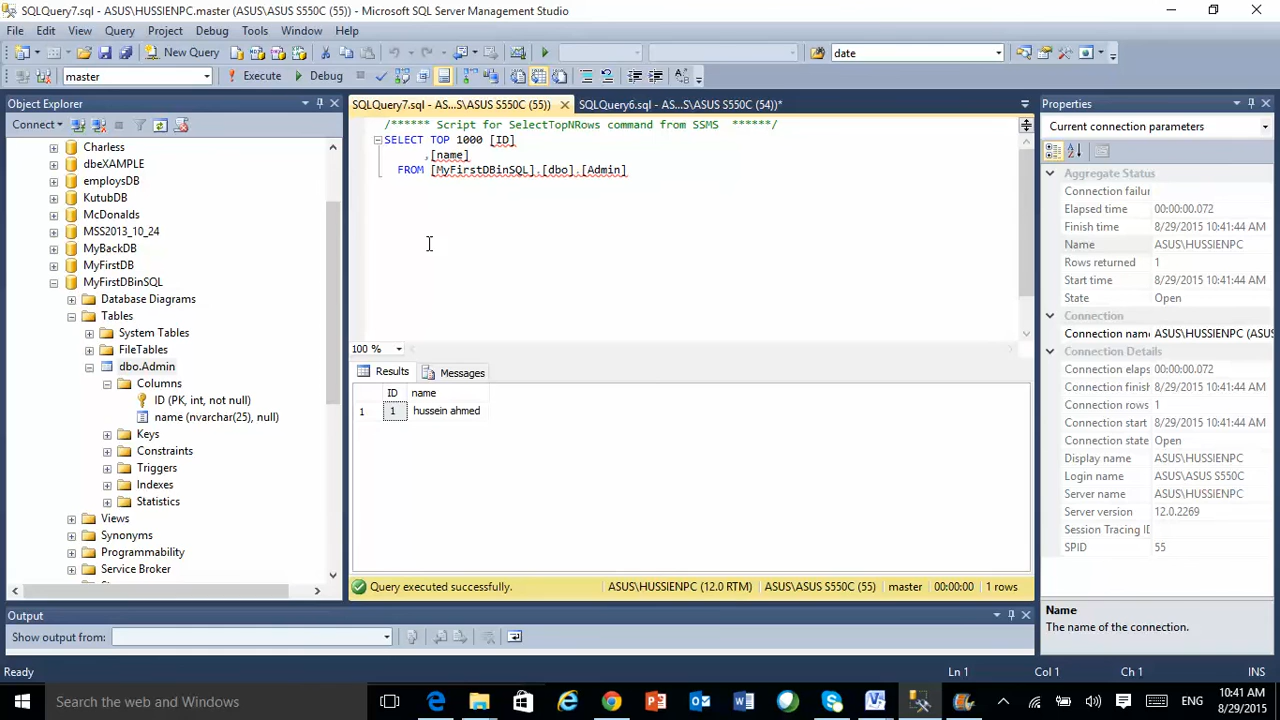 SQLQuery7.sql - ASUS\HUSSIENPC.master (ASUS\ASUS S550C (55)) - Microsoft SQL Server Management Studio
File Edit View Query Project Debug Tools Window Help
New Query date
master Execute Debug
Object Explorer
Connect
Charless
dbeXAMPLE
employsDB
KutubDB
McDonalds
MSS2013_10_24
MyBackDB
MyFirstDB
MyFirstDBinSQL
Database Diagrams
Tables
System Tables
FileTables
dbo.Admin
Columns
ID (PK, int, not null)
name (nvarchar(25), null)
Keys
Constraints
Triggers
Indexes
Statistics
Views
Synonyms
Programmability
Service Broker
SQLQuery7.sql - AS...S\ASUS S550C (55)) SQLQuery6.sql - AS...S\ASUS S550C (54))*
/****** Script for SelectTopNRows command from SSMS ******/
SELECT TOP 1000 [ID]
,[name]
FROM [MyFirstDBinSQL].[dbo].[Admin]
100 %
Results Messages
ID name
1 1 hussein ahmed
Query executed successfully. ASUS\HUSSIENPC (12.0 RTM) ASUS\ASUS S550C (55) master 00:00:00 1 rows
Properties
Current connection parameters
Aggregate Status
Connection failur
Elapsed time 00:00:00.072
Finish time 8/29/2015 10:41:44 AM
Name ASUS\HUSSIENPC
Rows returned 1
Start time 8/29/2015 10:41:44 AM
State Open
Connection
Connection name ASUS\HUSSIENPC (ASUS
Connection Details
Connection elaps 00:00:00.072
Connection finish 8/29/2015 10:41:44 AM
Connection rows 1
Connection start 8/29/2015 10:41:44 AM
Connection state Open
Display name ASUS\HUSSIENPC
Login name ASUS\ASUS S550C
Server name ASUS\HUSSIENPC
Server version 12.0.2269
Session Tracing ID
SPID 55
Name
The name of the connection.
Output
Show output from:
Ready Ln 1 Col 1 Ch 1 INS
Search the web and Windows
ENG
10:41 AM
8/29/2015